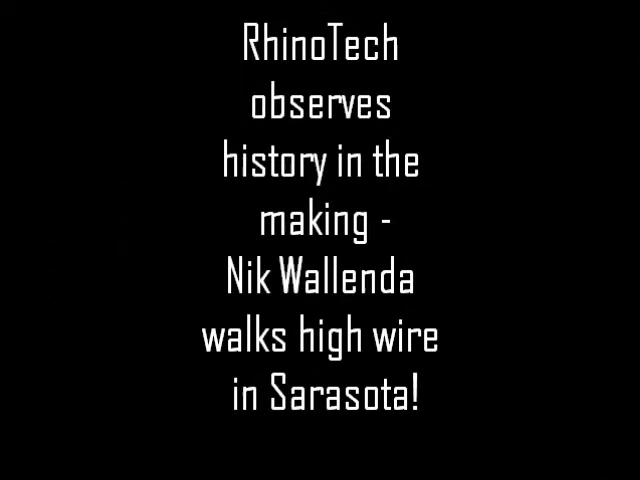 RhinoTech
observes
history in the
making -
Nik Wallenda
walks high wire
in Sarasota!